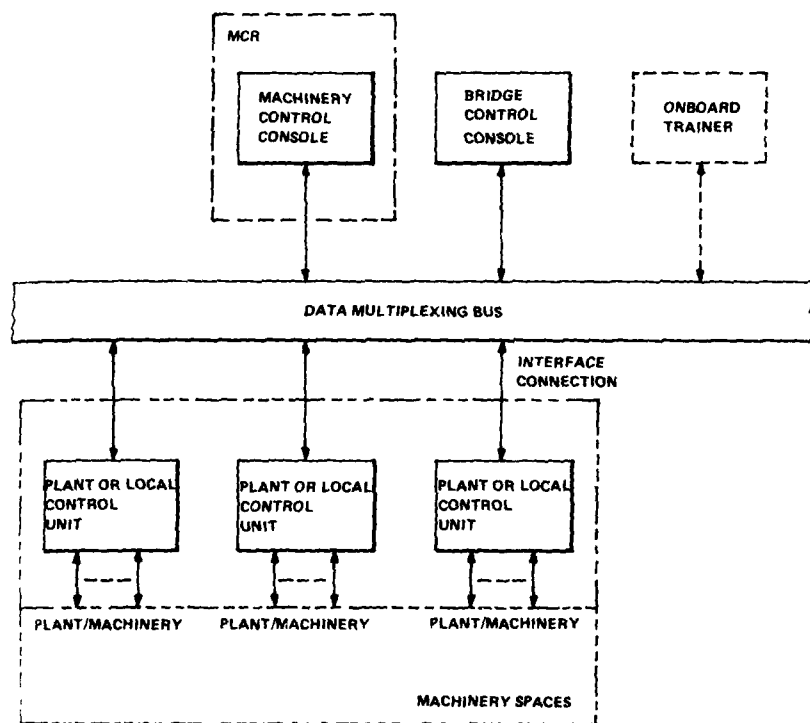 MCR
MACHINERY
CONTROL
CONSOLE
BRIDGE
CONTROL
CONSOLE
ONBOARD
TRAINER
DATA MULTIPLEXING BUS
INTERFACE
CONNECTION
PLANT OR LOCAL
CONTROL
UNIT
PLANT OR LOCAL
CONTROL
UNIT
PLANT OR LOCAL
CONTROL
UNIT
PLANT/MACHINERY
PLANT/MACHINERY
PLANT/MACHINERY
MACHINERY SPACES